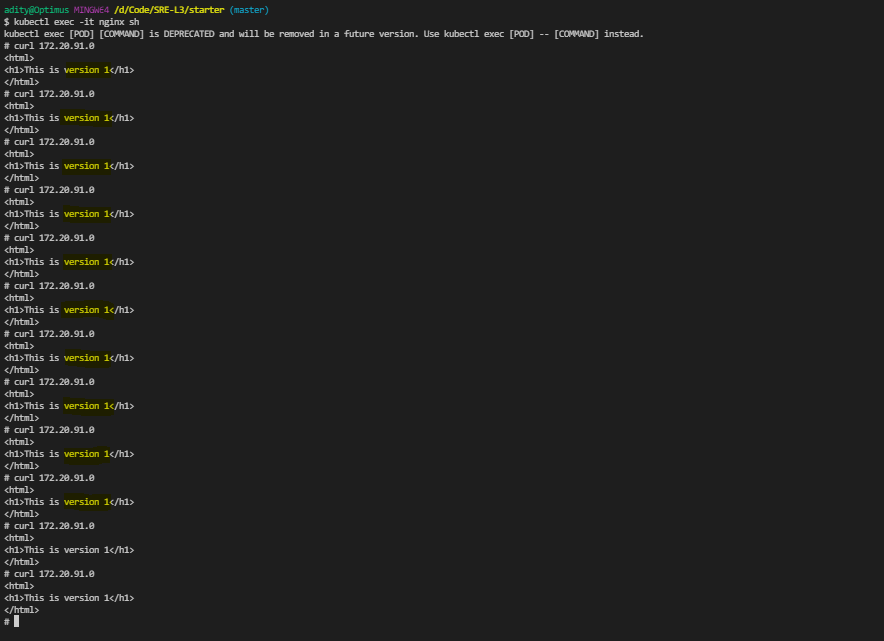 adity@Optimus MINGW64 /d/Code/SRE-L3/starter (master)
$ kubectl exec -it nginx sh
kubectl exec [POD] [COMMAND] is DEPRECATED and will be removed in a future version. Use kubectl exec [POD] -- [COMMAND] instead.
# curl 172.20.91.0
<html>
<h1>This is version 1</h1>
</html>
# curl 172.20.91.0
<html>
<h1>This is version 1</h1>
</html>
# curl 172.20.91.0
<html>
<h1>This is version 1</h1>
</html>
# curl 172.20.91.0
<html>
<h1>This is version 1</h1>
</html>
# curl 172.20.91.0
<html>
<h1>This is version 1</h1>
</html>
# curl 172.20.91.0
<html>
<h1>This is version 1</h1>
</html>
# curl 172.20.91.0
<html>
<h1>This is version 1</h1>
</html>
# curl 172.20.91.0
<html>
<h1>This is version 1</h1>
</html>
# curl 172.20.91.0
<html>
<h1>This is version 1</h1>
</html>
# curl 172.20.91.0
<html>
<h1>This is version 1</h1>
</html>
# curl 172.20.91.0
<html>
<h1>This is version 1</h1>
</html>
# curl 172.20.91.0
<html>
<h1>This is version 1</h1>
</html>
#